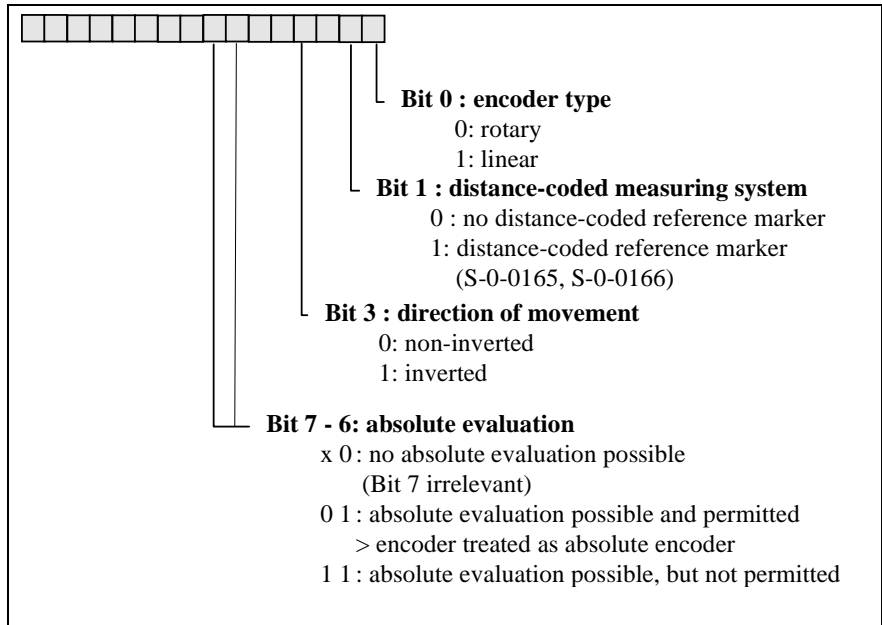 Bit 0 : encoder type
0: rotary
1: linear
Bit 1 : distance-coded measuring system
0 : no distance-coded reference marker
1: distance-coded reference marker
(S-0-0165, S-0-0166)
Bit 3 : direction of movement
0: non-inverted
1: inverted
Bit 7 - 6: absolute evaluation
x 0 : no absolute evaluation possible
(Bit 7 irrelevant)
0 1 : absolute evaluation possible and permitted
> encoder treated as absolute encoder
1 1 : absolute evaluation possible, but not permitted